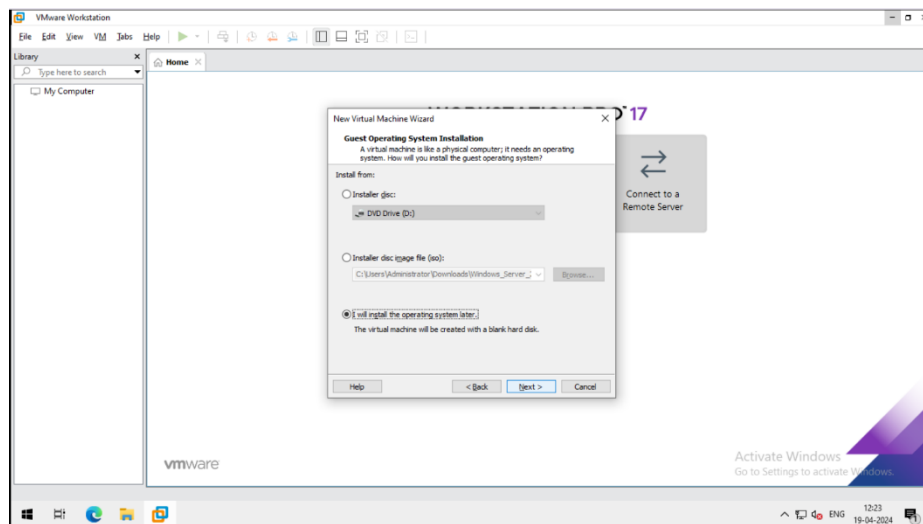 VMware Workstation
File Edit View VM Tabs Help
Library
Type here to search
My Computer
Home
17
New Virtual Machine Wizard
Guest Operating System Installation
A virtual machine is like a physical computer; it needs an operating
system. How will you install the guest operating system?
Install from:
Installer disc:
DVD Drive (D:)
Installer disc image file (iso):
C:\Users\Administrator\Downloads\Windows_Server_
Browse...
I will install the operating system later.
The virtual machine will be created with a blank hard disk.
Help
< Back
Next >
Cancel
Connect to a
Remote Server
vmware
Activate Windows
Go to Settings to activate Windows.
ENG
12:23
19-04-2024